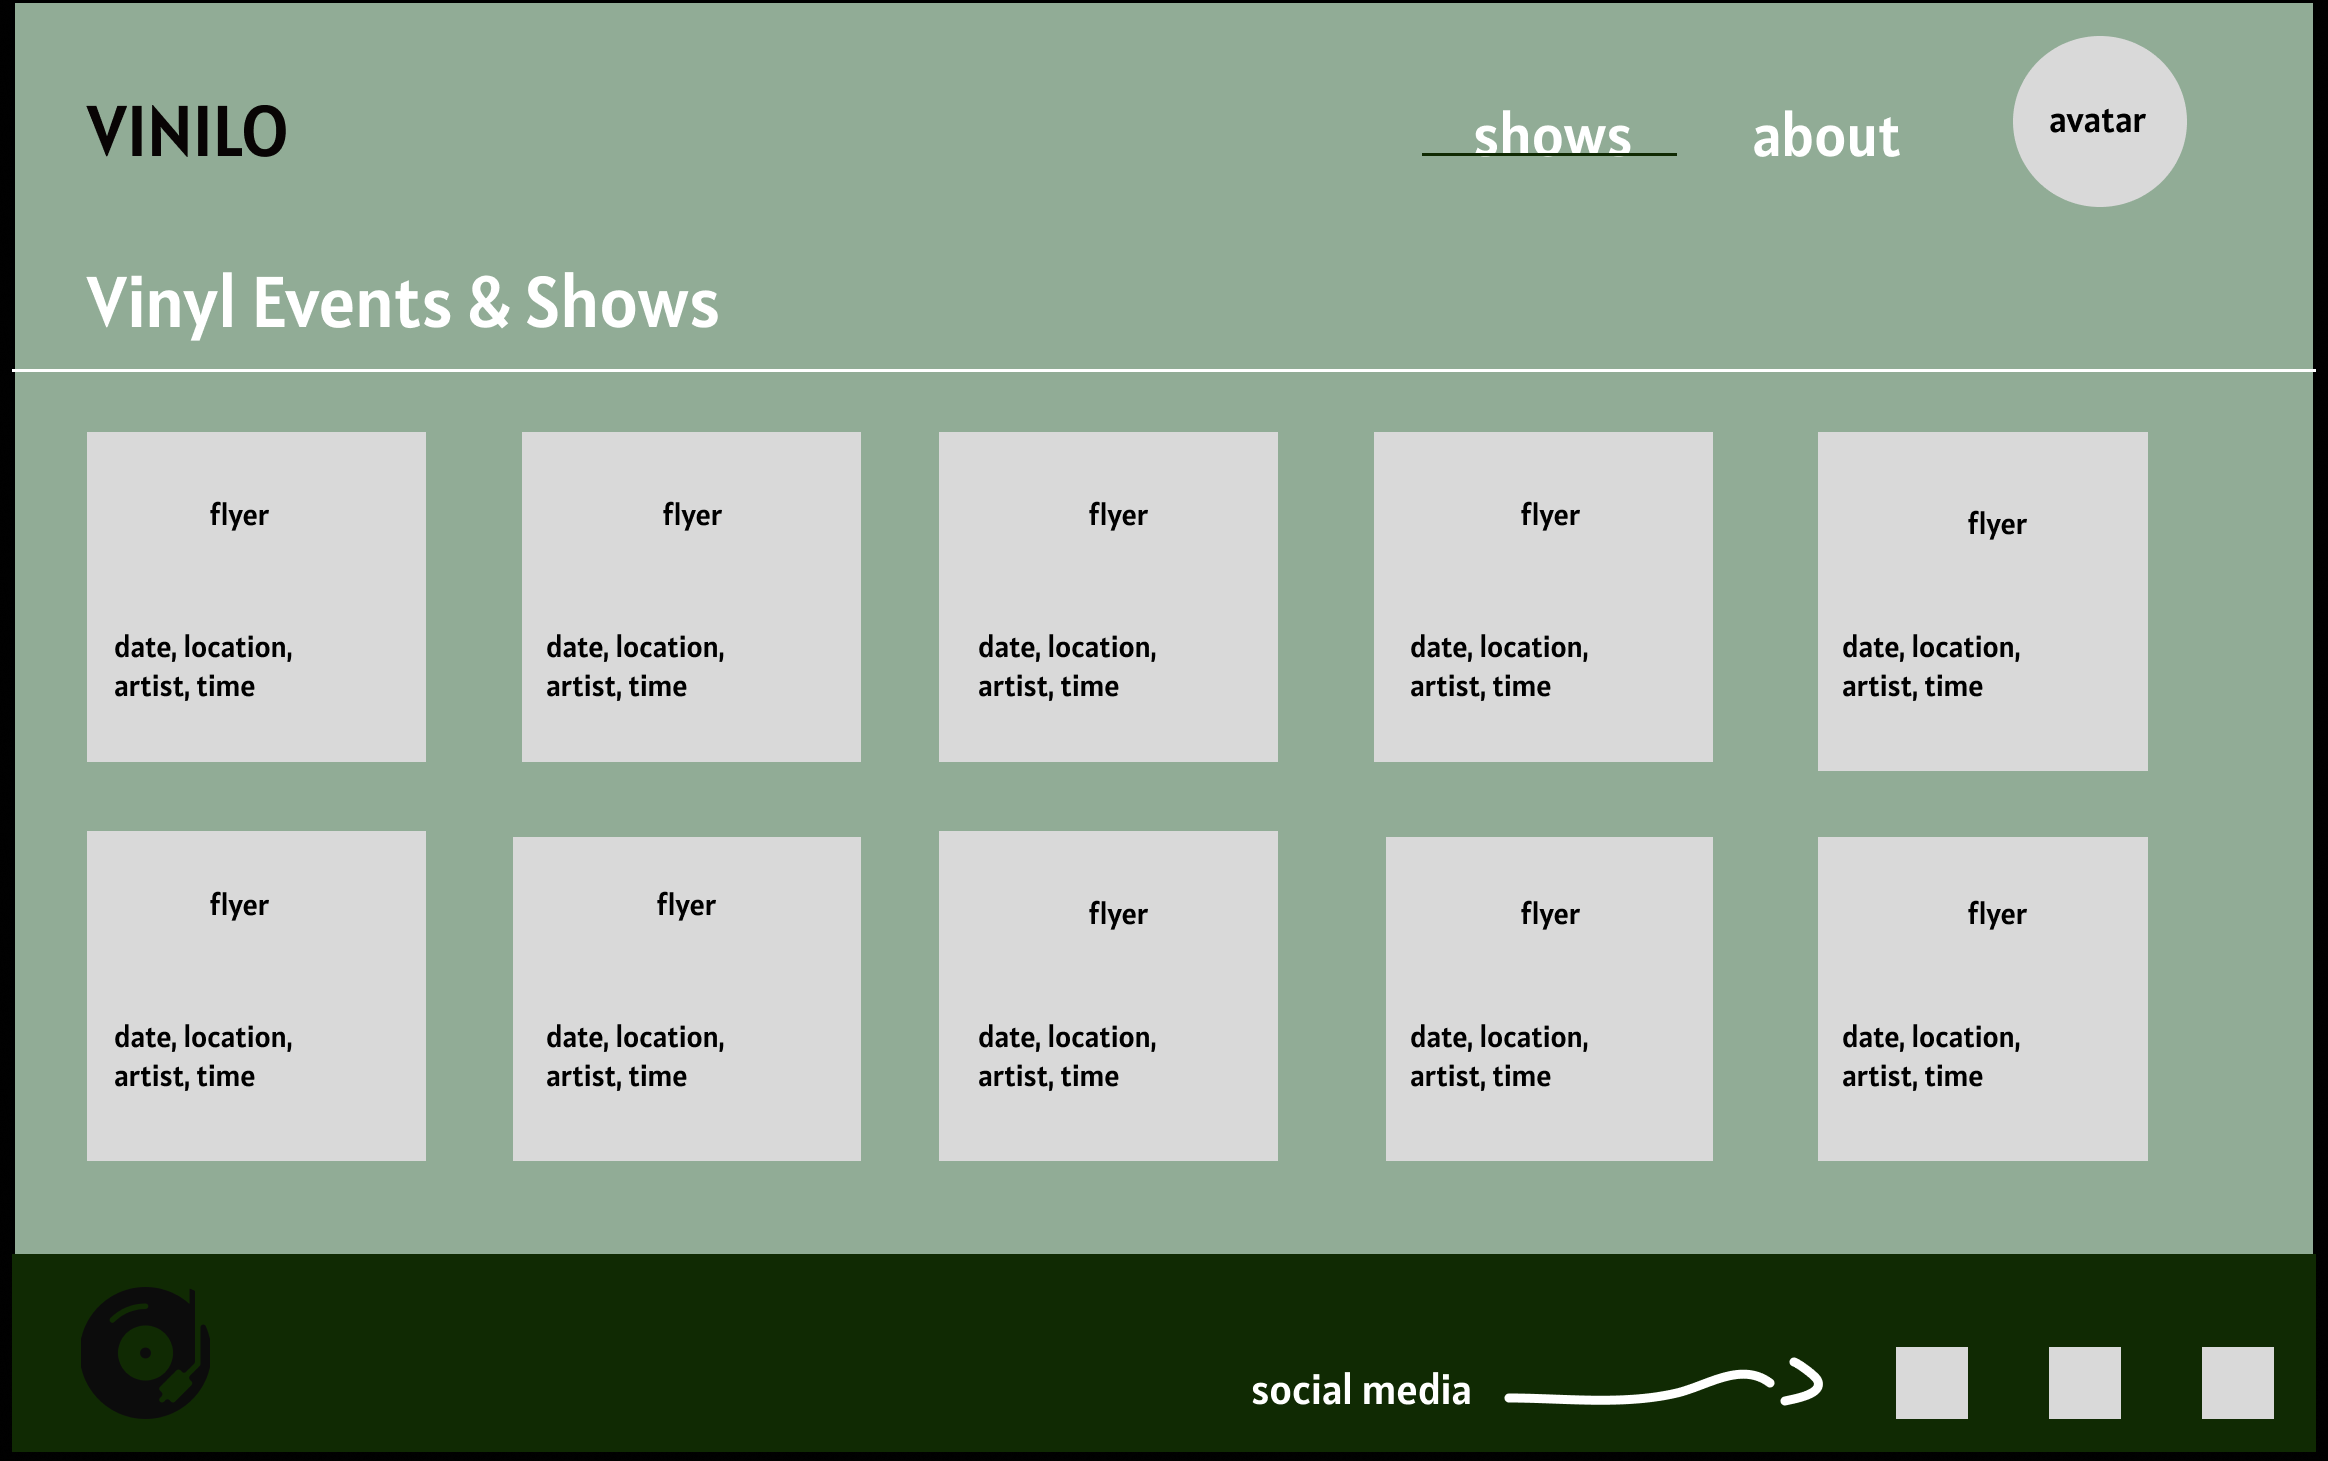 VINILO
shows
about
avatar
Vinyl Events & Shows
flyer
flyer
flyer
flyer
flyer
date, location,
artist, time
date, location,
artist, time
date, location,
artist, time
date, location,
artist, time
date, location,
artist, time
flyer
flyer
flyer
flyer
flyer
date, location,
artist, time
date, location,
artist, time
date, location,
artist, time
date, location,
artist, time
date, location,
artist, time
social media